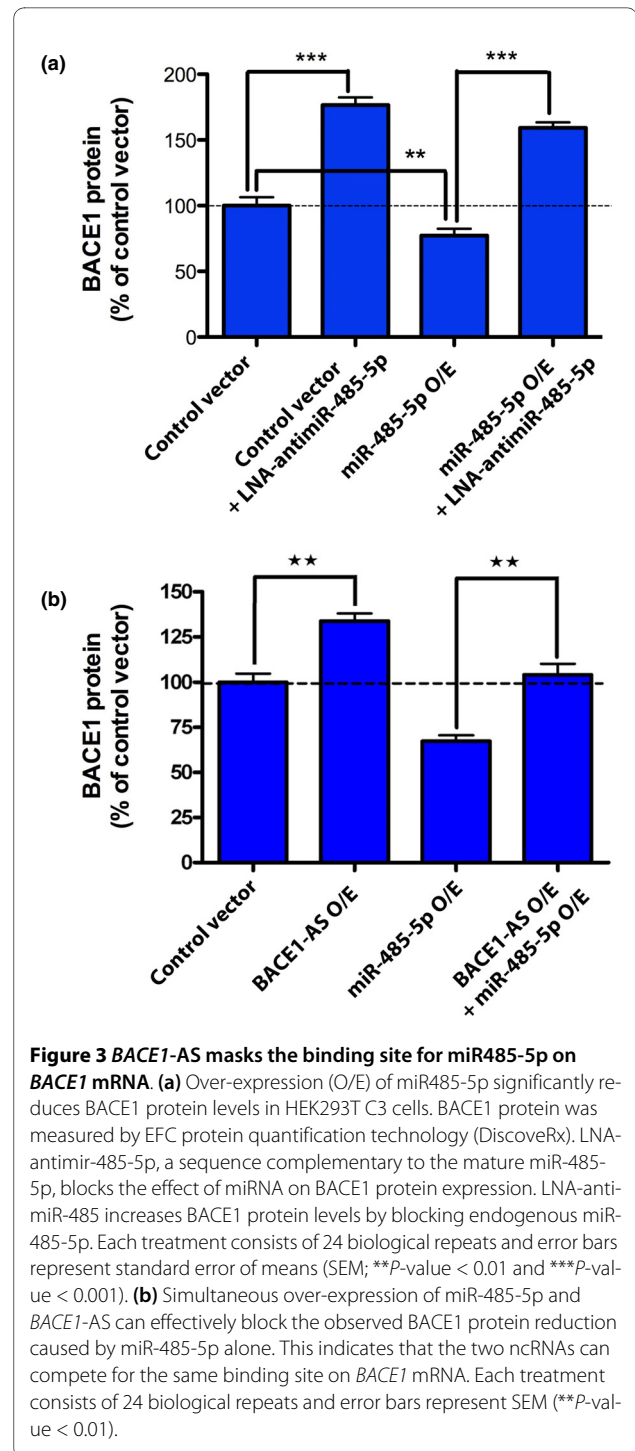 (a)
BACE1 protein
(% of control vector)
200
150
100
50
0
***
***
**
Control vector
Control vector
+ LNA-antimiR-485-5p
miR-485-5p O/E
miR-485-5p O/E
+ LNA-antimiR-485-5p
(b)
BACE1 protein
(% of control vector)
150
125
100
75
50
25
0
★★
★★
Control vector
BACE1-AS O/E
miR-485-5p O/E
BACE1-AS O/E
+ miR-485-5p O/E
Figure 3 BACE1-AS masks the binding site for miR485-5p on
BACE1 mRNA. (a) Over-expression (O/E) of miR485-5p significantly re-
duces BACE1 protein levels in HEK293T C3 cells. BACE1 protein was
measured by EFC protein quantification technology (DiscoveRx). LNA-
antimir-485-5p, a sequence complementary to the mature miR-485-
5p, blocks the effect of miRNA on BACE1 protein expression. LNA-anti-
miR-485 increases BACE1 protein levels by blocking endogenous miR-
485-5p. Each treatment consists of 24 biological repeats and error bars
represent standard error of means (SEM; **P-value < 0.01 and ***P-val-
ue < 0.001). (b) Simultaneous over-expression of miR-485-5p and
BACE1-AS can effectively block the observed BACE1 protein reduction
caused by miR-485-5p alone. This indicates that the two ncRNAs can
compete for the same binding site on BACE1 mRNA. Each treatment
consists of 24 biological repeats and error bars represent SEM (**P-val-
ue < 0.01).